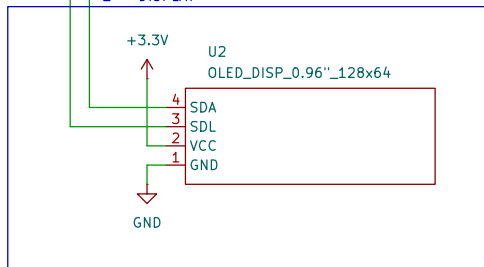 +3.3V
U2
OLED_DISP_0.96"_128x64
4 SDA
3 SDL
2 VCC
1 GND
GND